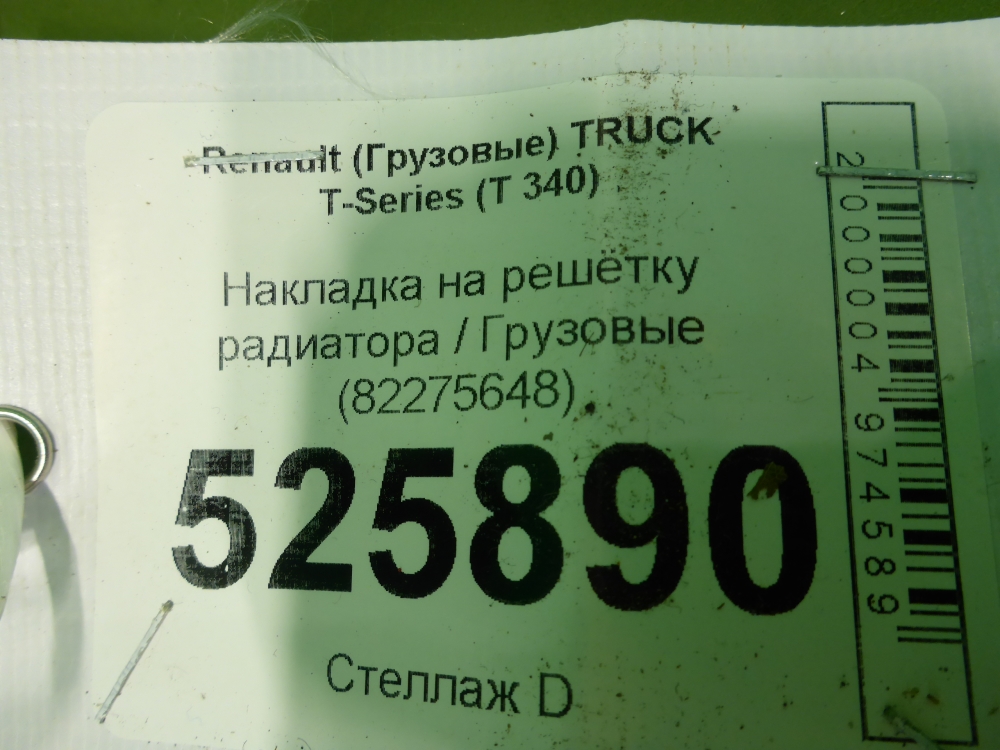 Renault (Грузовые) TRUCK
T-Series (T 340)
Накладка на решётку
радиатора / Грузовые
(82275648)
525890
Стеллаж D
2000004974589